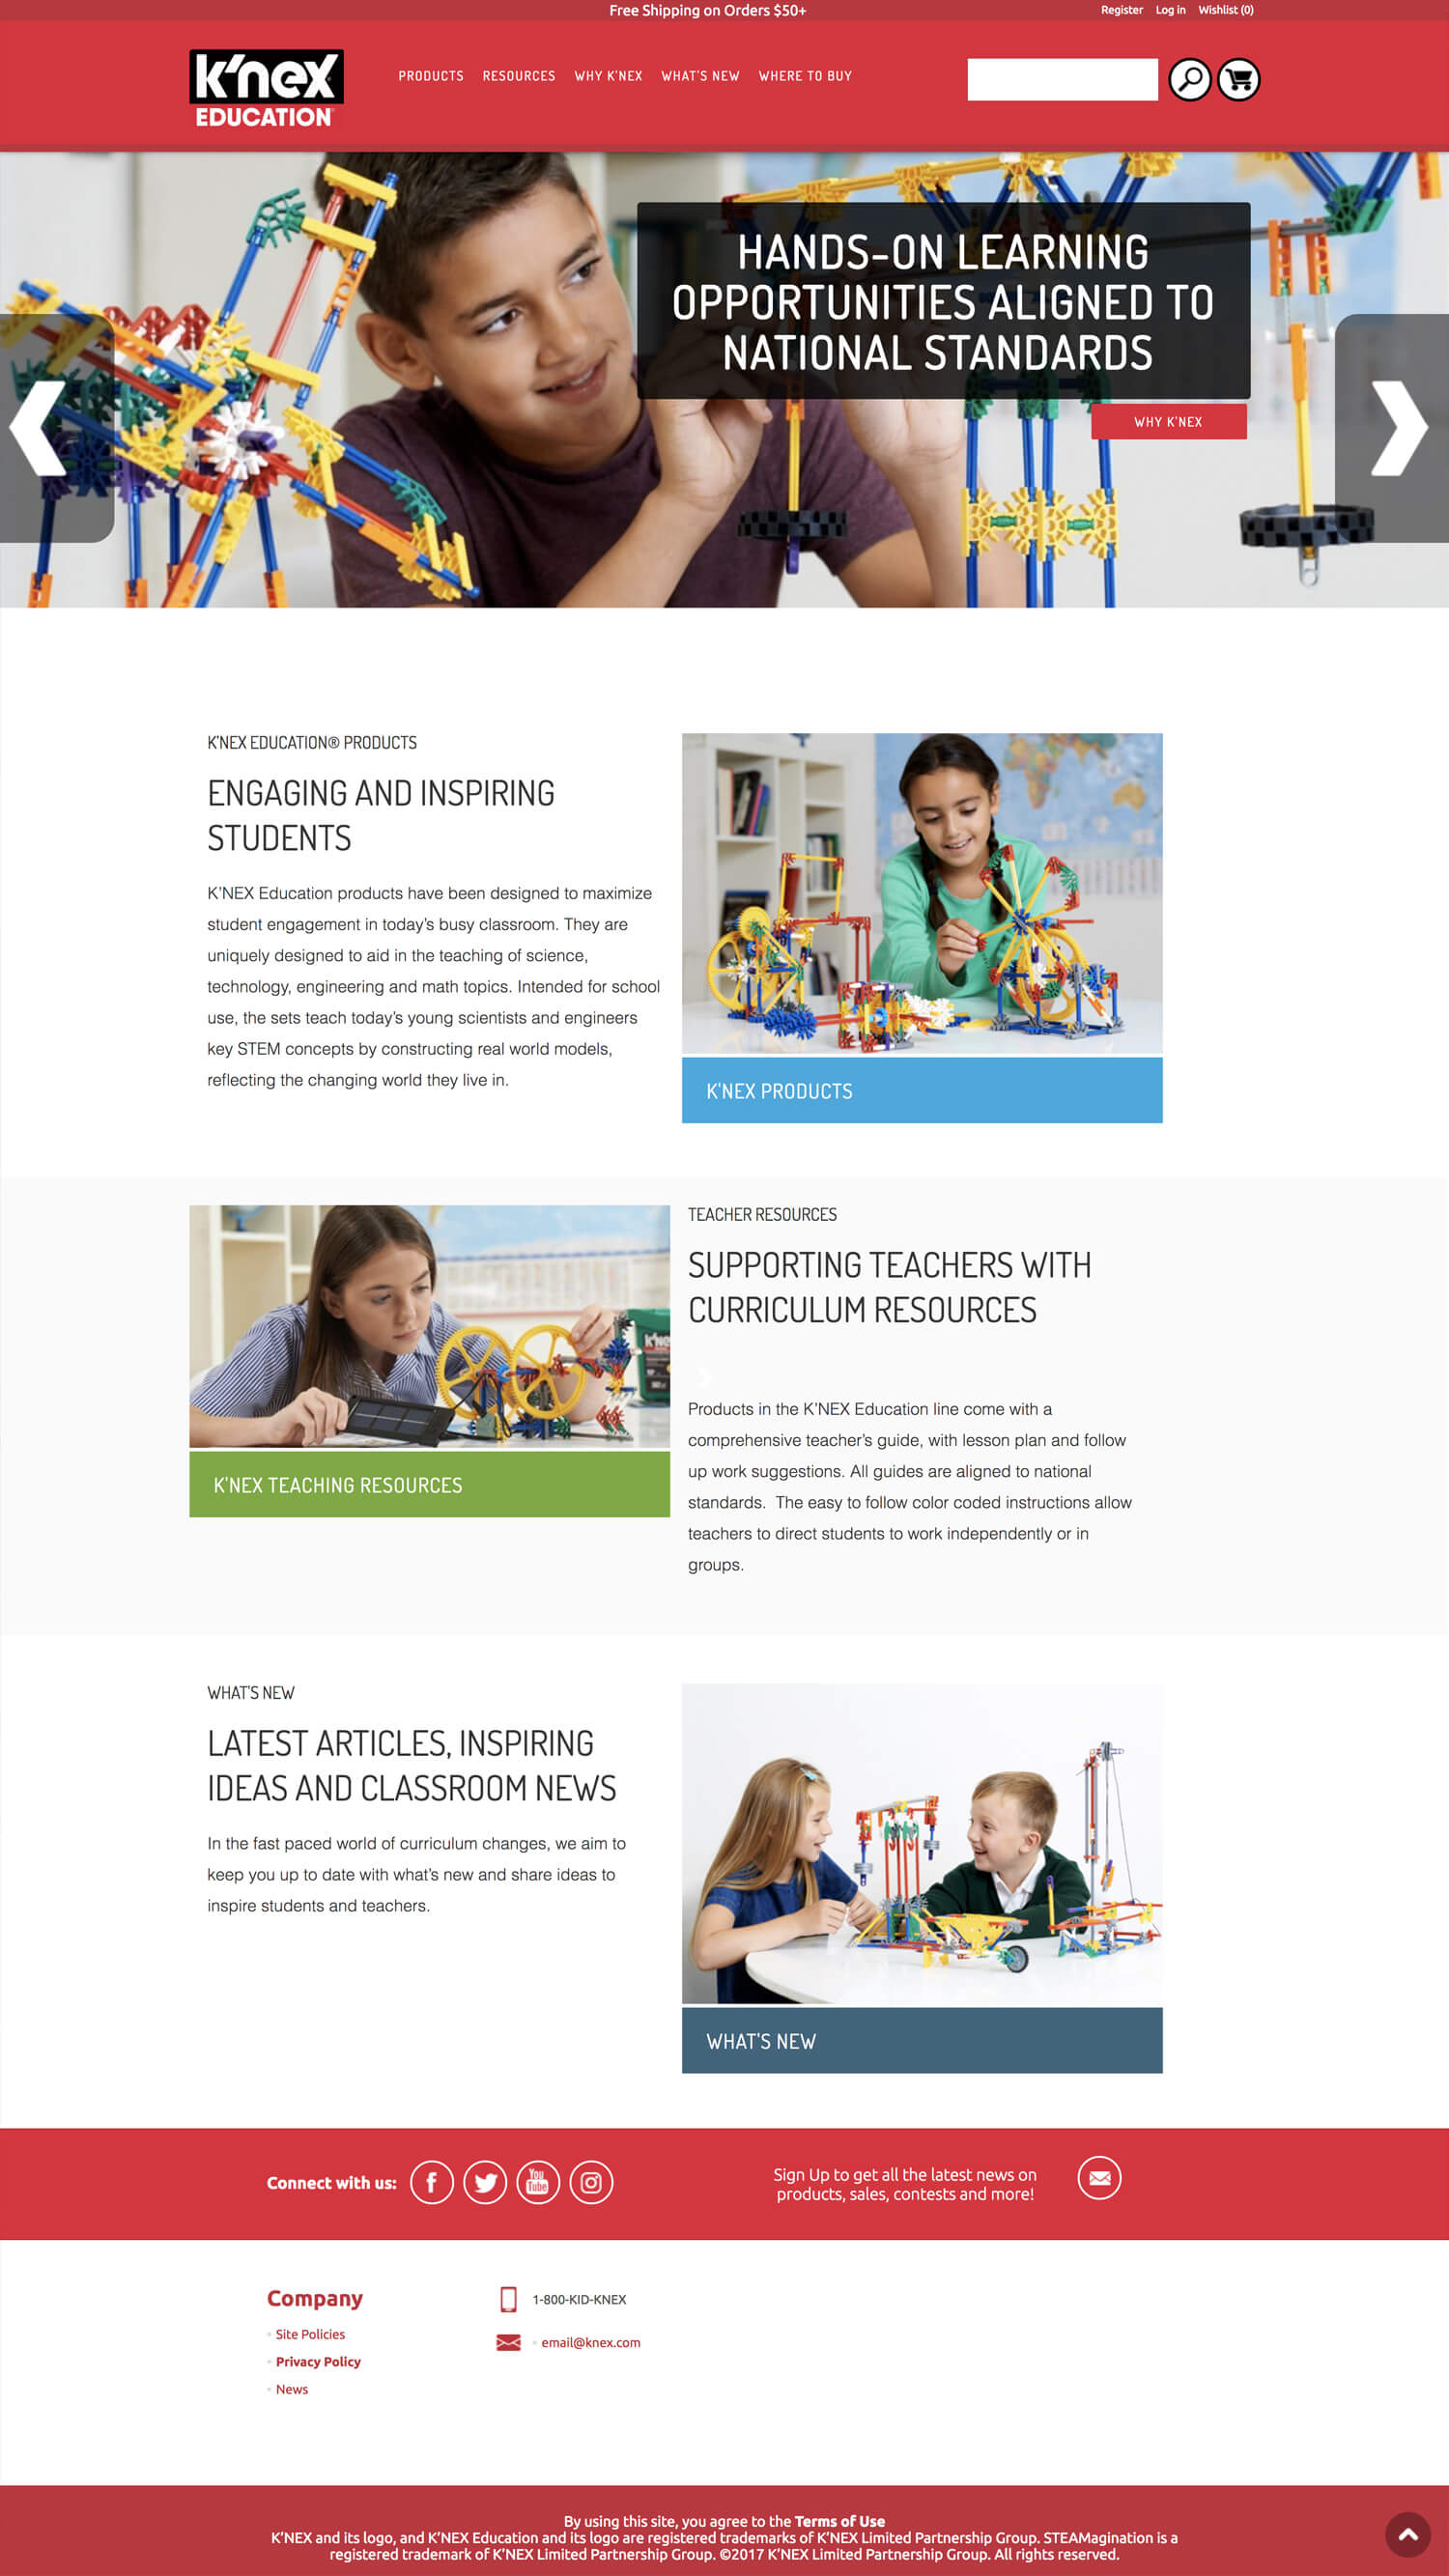 Free Shipping on Orders $50+
Register Log in Wishlist (0)
K'nex
EDUCATION
PRODUCTS RESOURCES WHY K'NEX WHAT'S NEW WHERE TO BUY
HANDS-ON LEARNING
OPPORTUNITIES ALIGNED TO
NATIONAL STANDARDS
WHY K'NEX
K'NEX EDUCATION® PRODUCTS
ENGAGING AND INSPIRING
STUDENTS
K'NEX Education products have been designed to maximize
student engagement in today's busy classroom. They are
uniquely designed to aid in the teaching of science,
technology, engineering and math topics. Intended for school
use, the sets teach today's young scientists and engineers
key STEM concepts by constructing real world models,
reflecting the changing world they live in.
K'NEX PRODUCTS
TEACHER RESOURCES
SUPPORTING TEACHERS WITH
CURRICULUM RESOURCES
Products in the K'NEX Education line come with a
comprehensive teacher's guide, with lesson plan and follow
up work suggestions. All guides are aligned to national
standards. The easy to follow color coded instructions allow
teachers to direct students to work independently or in
groups.
K'NEX TEACHING RESOURCES
WHAT'S NEW
LATEST ARTICLES, INSPIRING
IDEAS AND CLASSROOM NEWS
In the fast paced world of curriculum changes, we aim to
keep you up to date with what's new and share ideas to
inspire students and teachers.
WHAT'S NEW
Connect with us:
You
Tube
Sign Up to get all the latest news on
products, sales, contests and more!
Company
Site Policies
Privacy Policy
News
1-800-KID-KNEX
email@knex.com
By using this site, you agree to the Terms of Use
K'NEX and its logo, and K'NEX Education and its logo are registered trademarks of K'NEX Limited Partnership Group. STEAMagination is a
registered trademark of K'NEX Limited Partnership Group. ©2017 K'NEX Limited Partnership Group. All rights reserved.